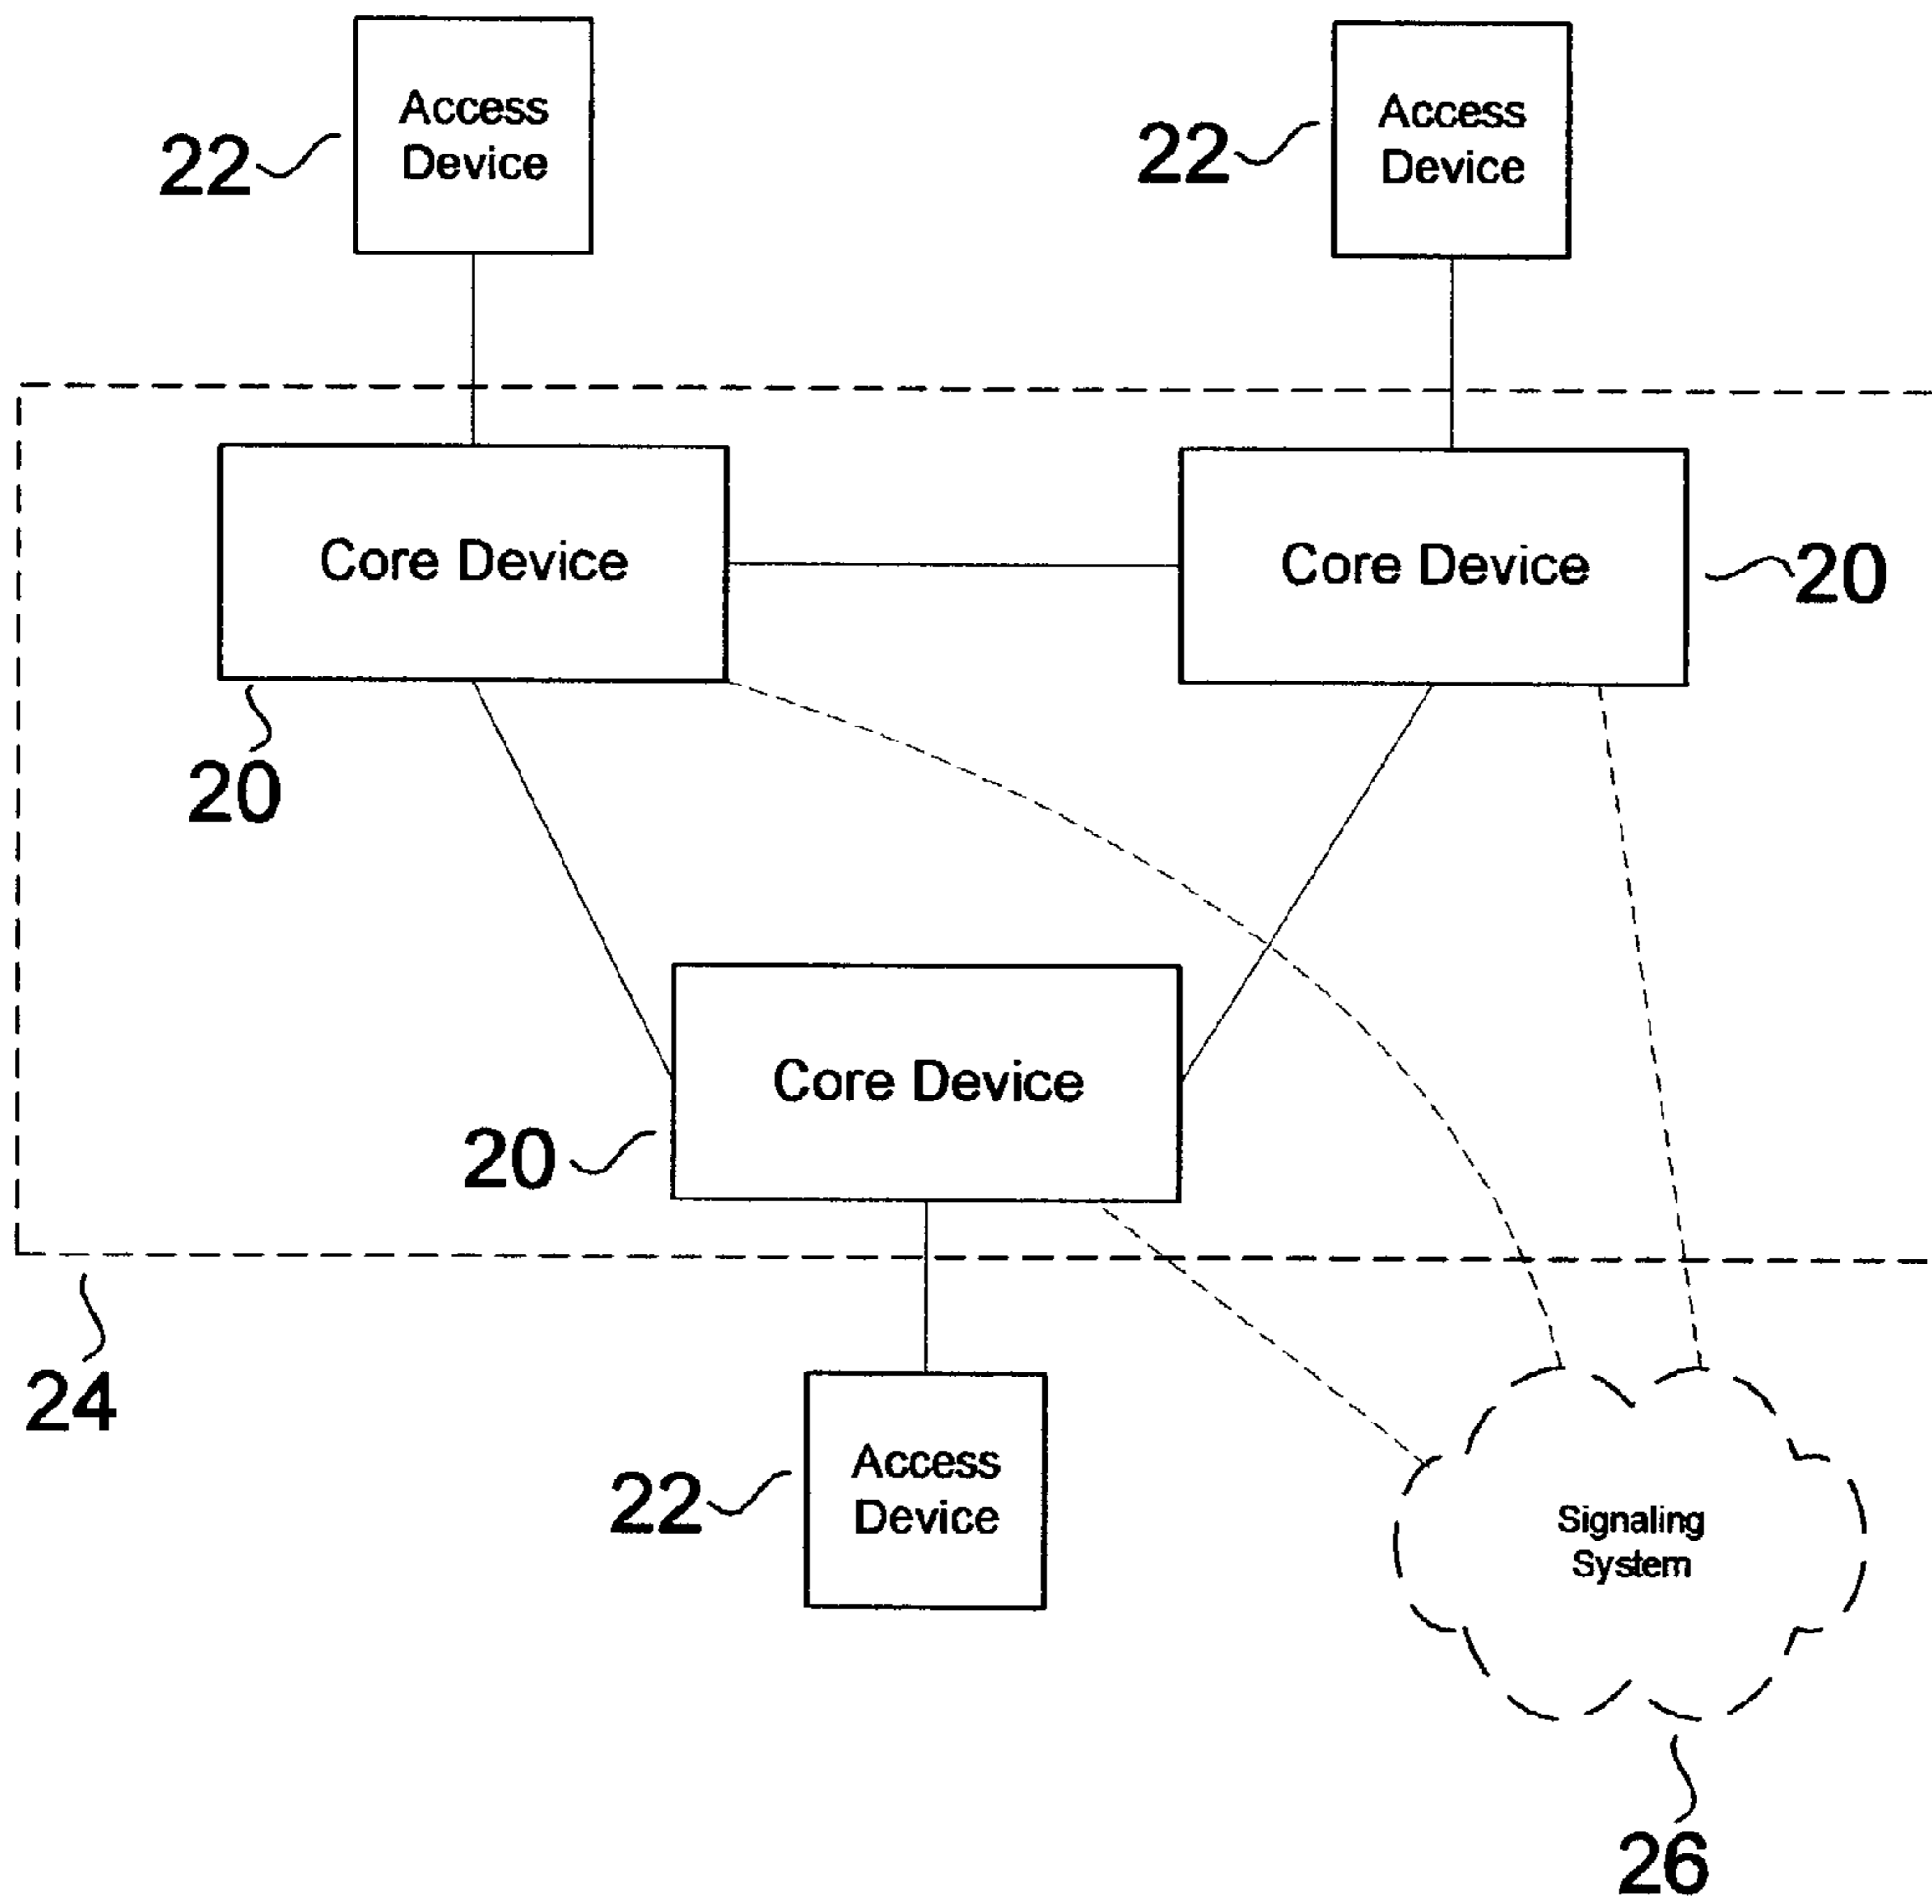 Access
Device
22
Access
Device
22
Core Device
20
Core Device
20
Core Device
20
24
Access
Device
22
Signaling
System
26